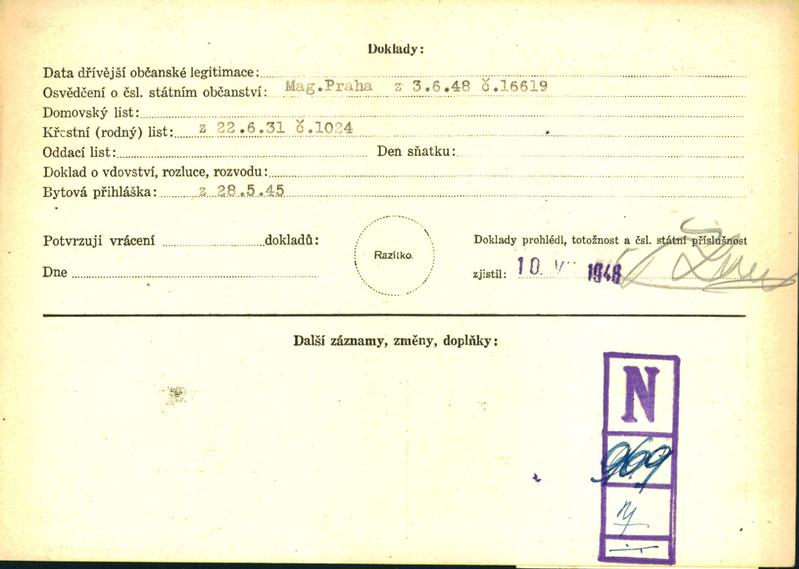 Doklady:
Data dřívější občanské legitimace:
Osvědčení o čsl. státním občanství: Mag.Praha z 3.6.48 č.16619
Domovský list:
Křestní (rodný) list: z 22.6.31 č.1024
Oddací list: Den sňatku:
Doklad o vdovství, rozluce, rozvodu:
Bytová přihláška: z 28.5.45
Potvrzuji vrácení dokladů:
Dne
Razítko.
Doklady prohlédl, totožnost a čsl. státní příslušnost
zjistil: 10. 1948
Další záznamy, změny, doplňky:
N
969